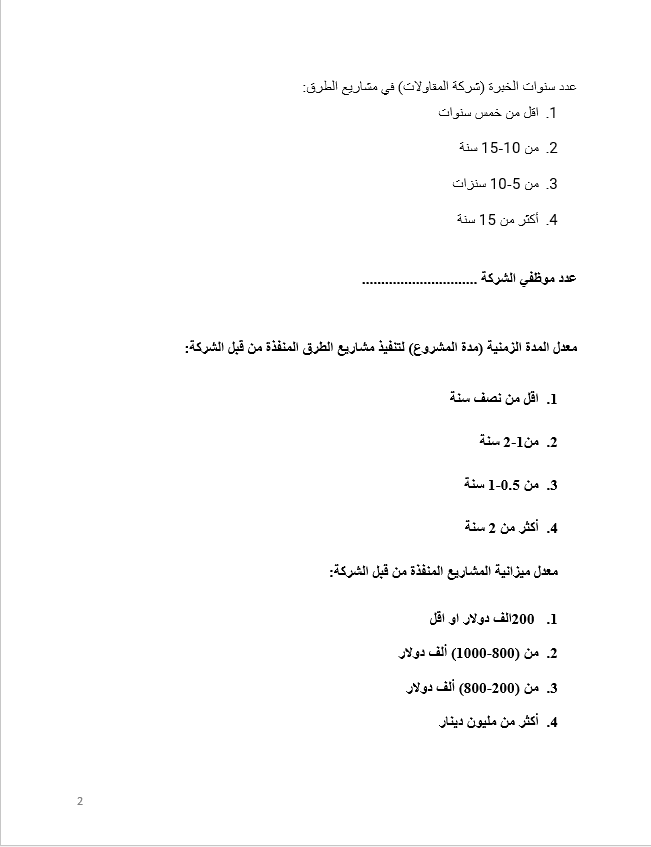 عدد سنوات الخبرة (شركة المقاولات) في مشاريع الطرق:
1. اقل من خمس سنوات
2. من 10-15 سنة
3. من 5-10 سنزات
4. أكثر من 15 سنة
عدد موظفي الشركة ..............................
معدل المدة الزمنية (مدة المشروع) لتنفيذ مشاريع الطرق المنفذة من قبل الشركة:
1. اقل من نصف سنة
2. من1-2 سنة
3. من 0.5-1 سنة
4. أكثر من 2 سنة
معدل ميزانية المشاريع المنفذة من قبل الشركة:
1. 200الف دولار او اقل
2. من (800-1000) ألف دولار
3. من (200-800) ألف دولار
4. أكثر من مليون دينار
2